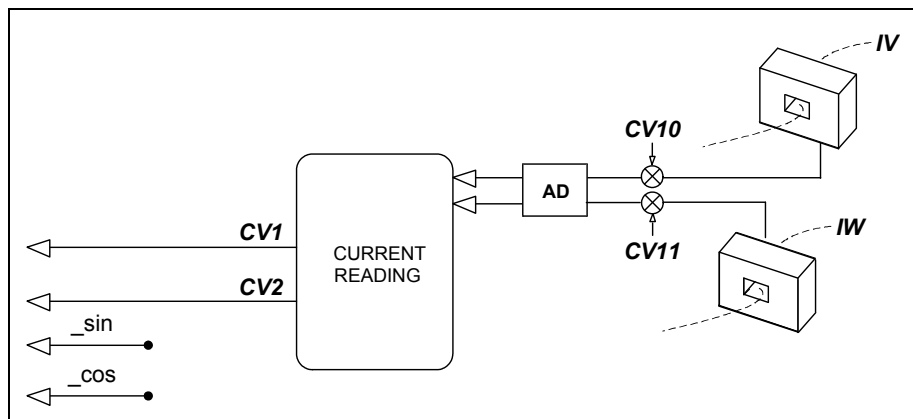 IV
CV10
AD
CV1
CURRENT
READING
CV11
IW
CV2
_sin
_cos